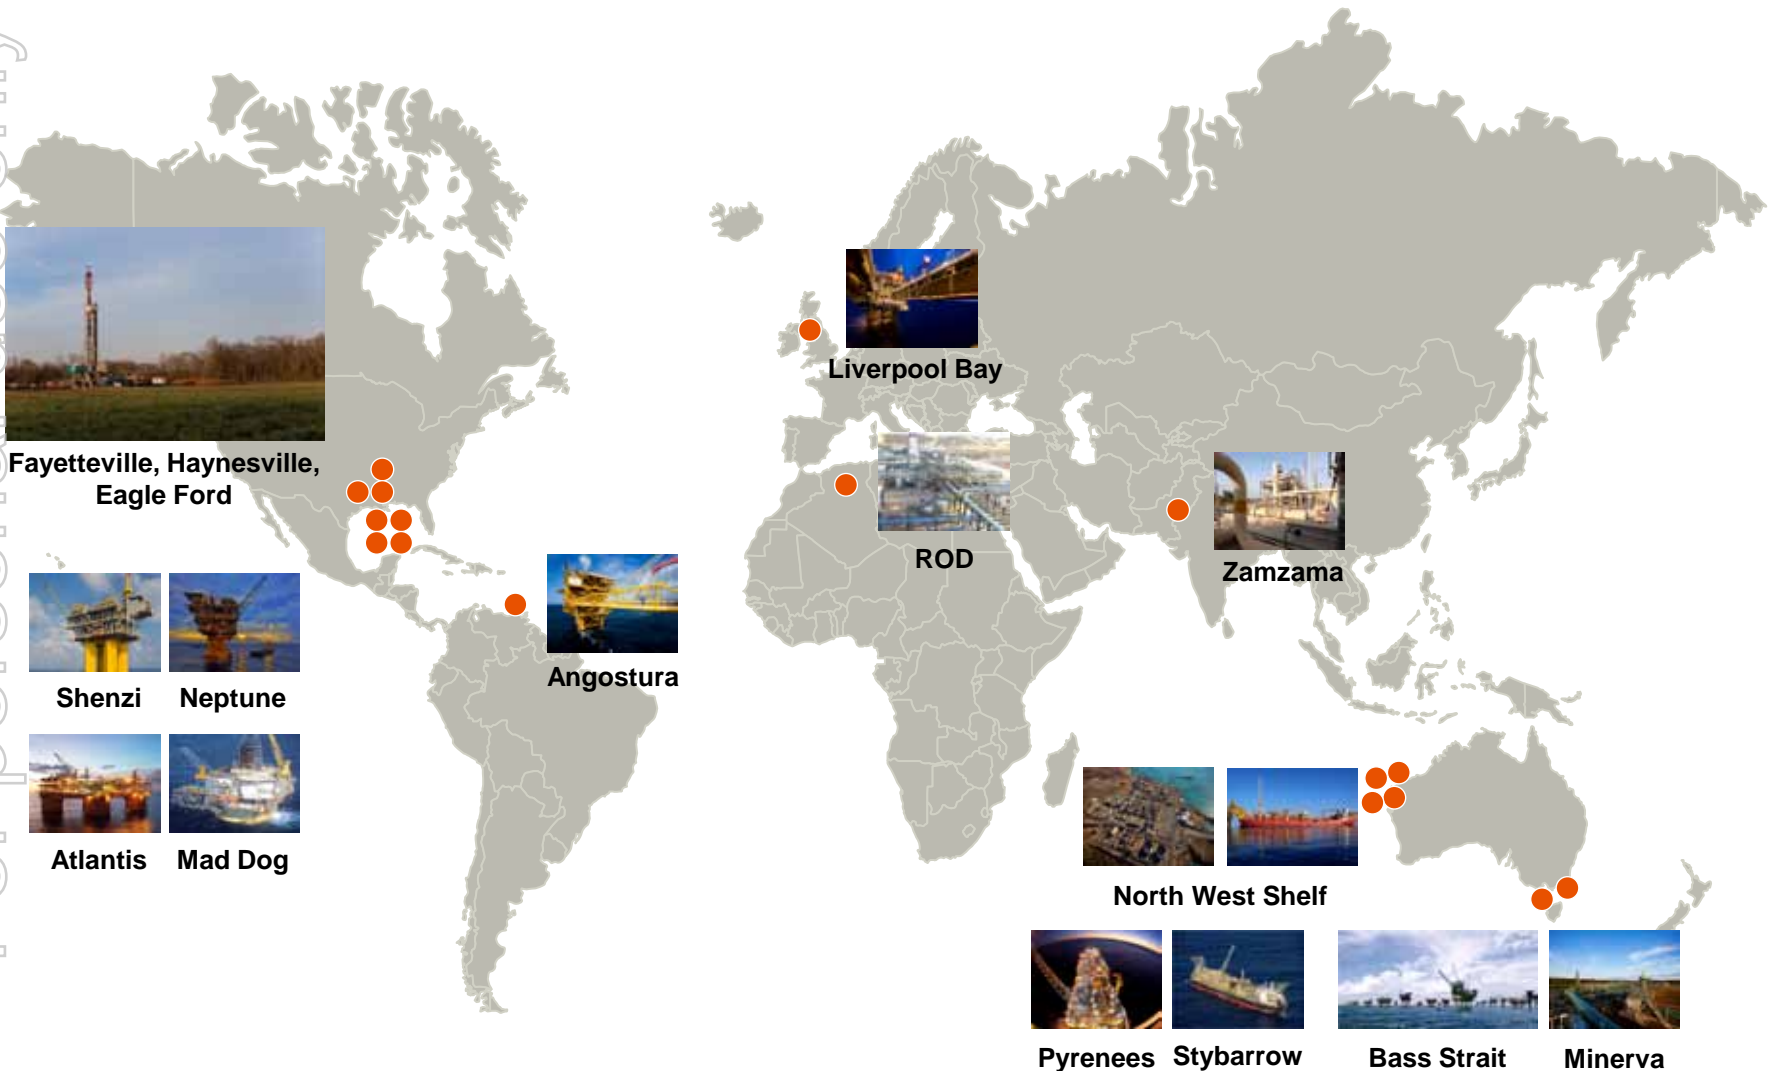 Liverpool Bay
Fayetteville, Haynesville,
Eagle Ford
ROD
Zamzama
Angostura
Shenzi
Neptune
Atlantis
Mad Dog
North West Shelf
Pyrenees
Stybarrow
Bass Strait
Minerva